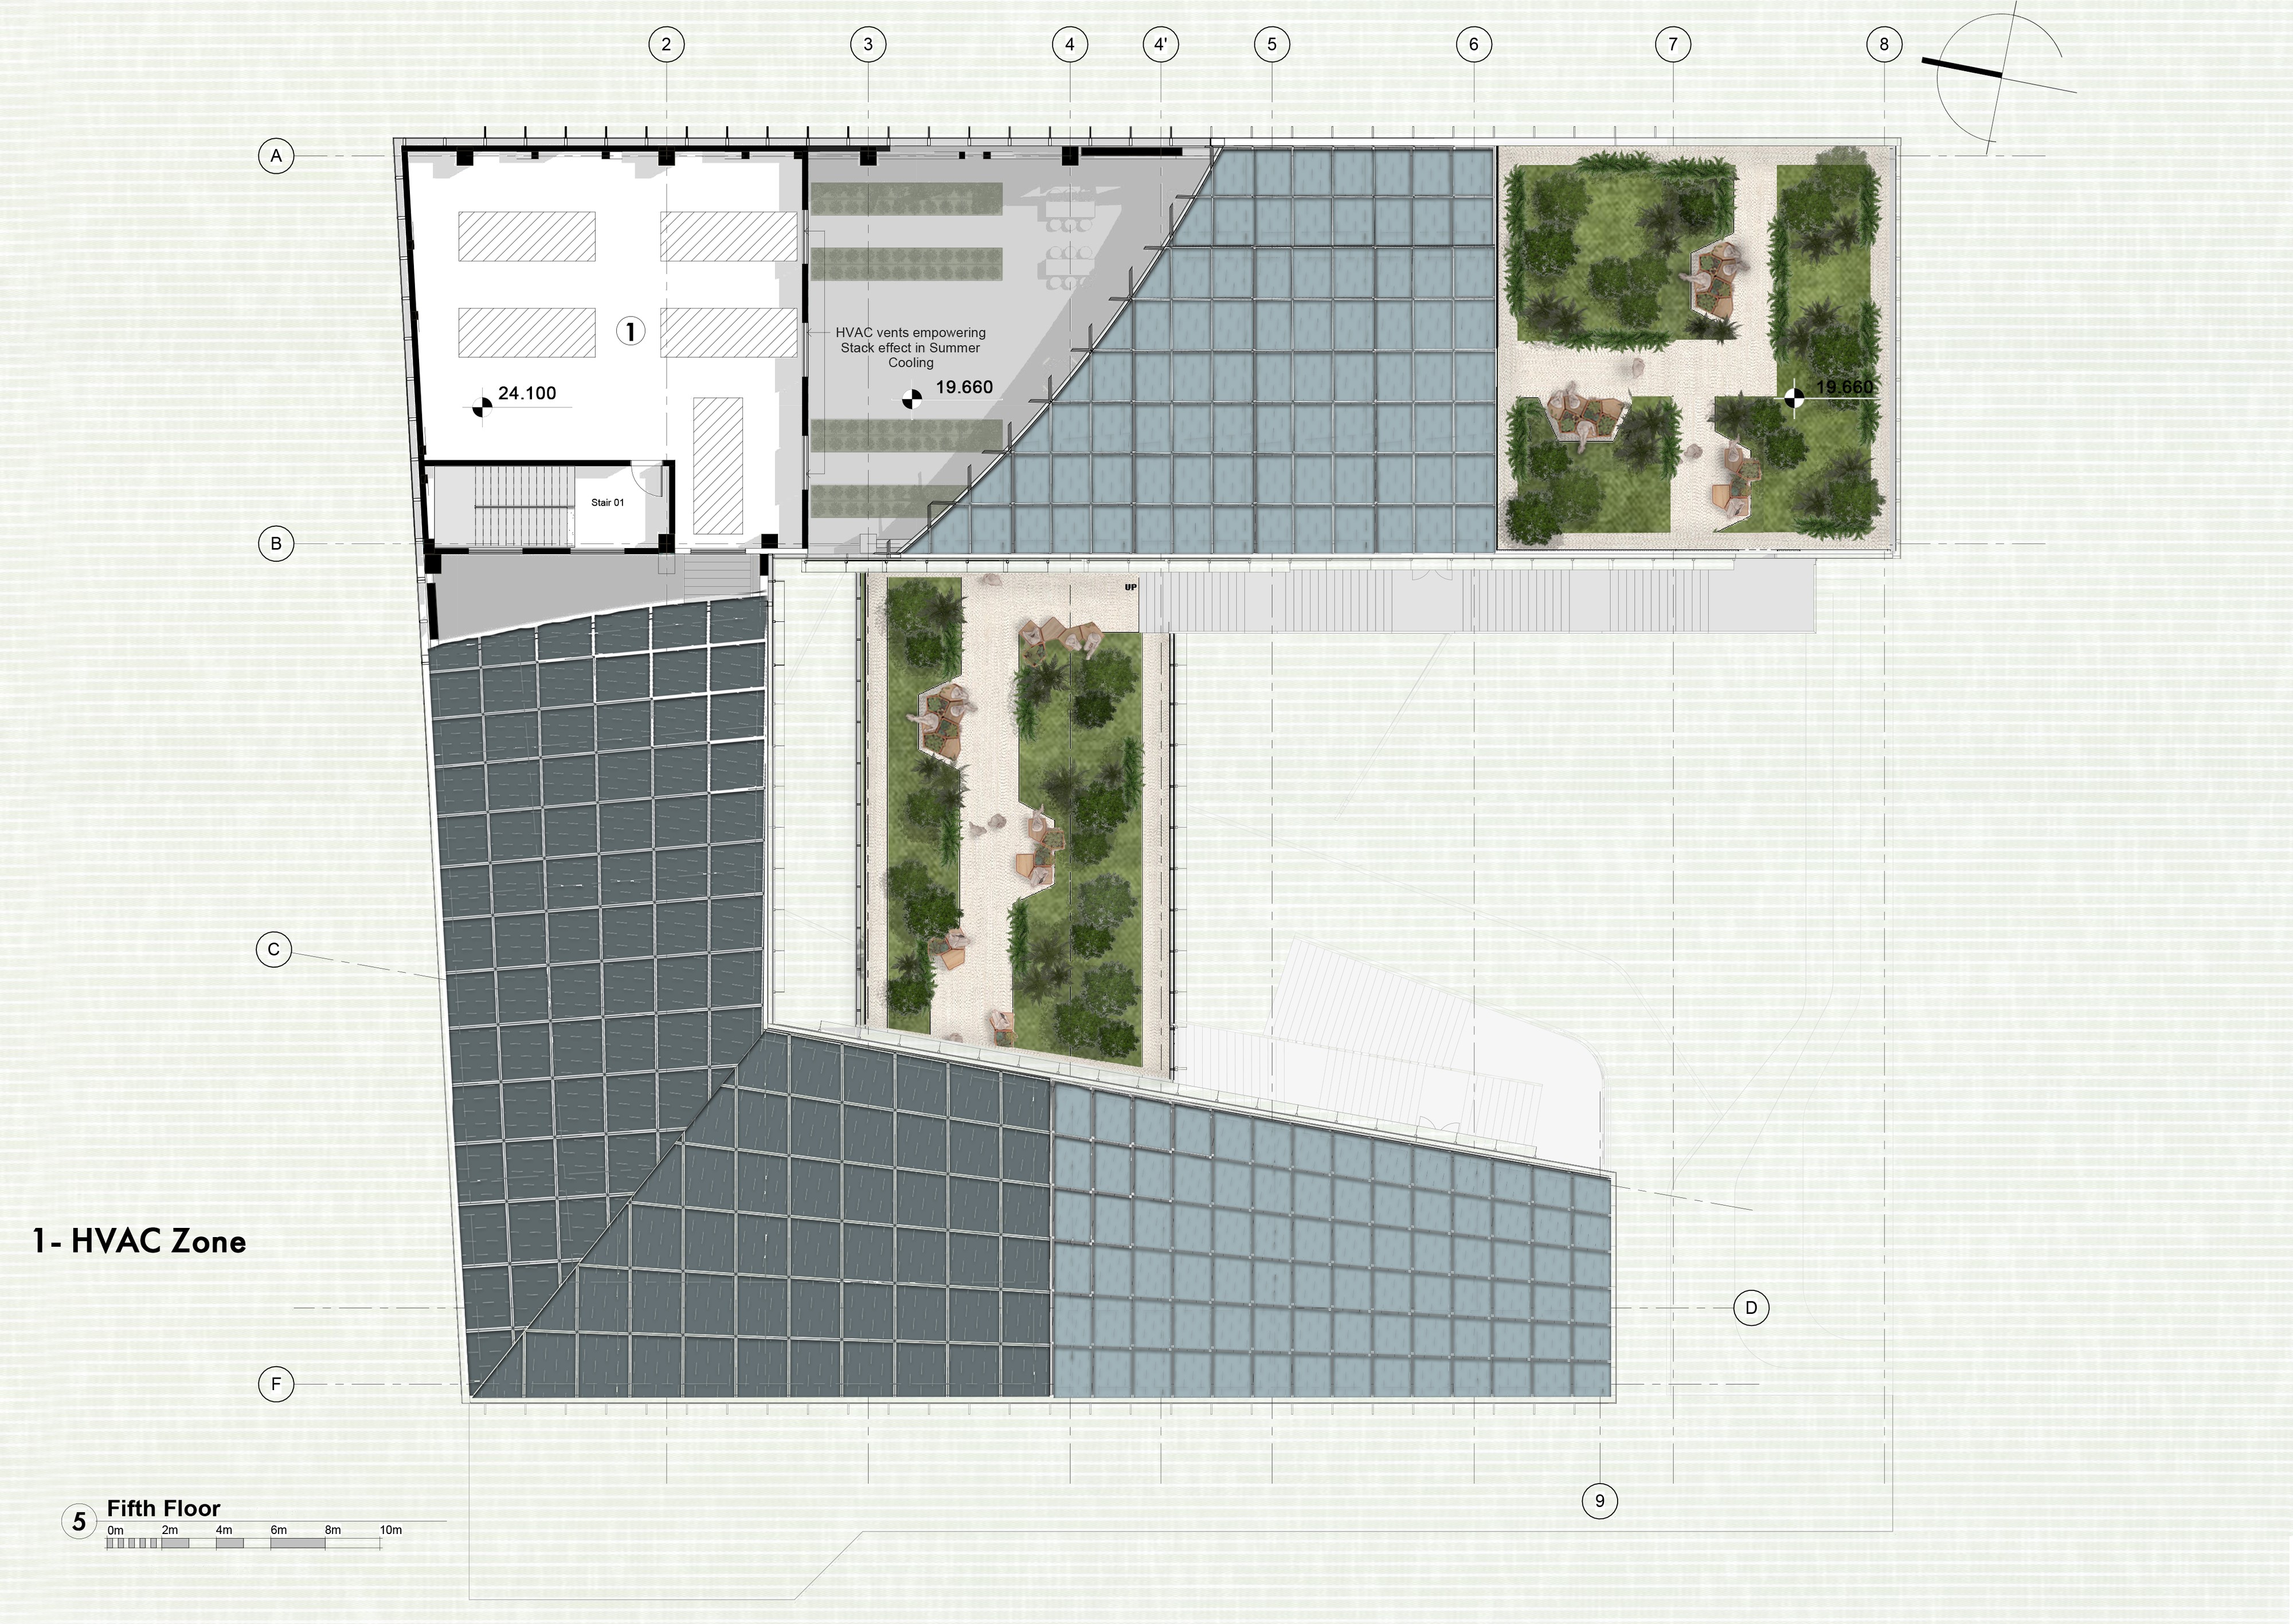 2 3 4 4' 5 6 7 8
A
HVAC vents empowering
Stack effect in Summer
Cooling
1
24.100
19.660
19.660
Stair 01
B
UP
C
1- HVAC Zone
D
F
9
5 Fifth Floor
0m 2m 4m 6m 8m 10m